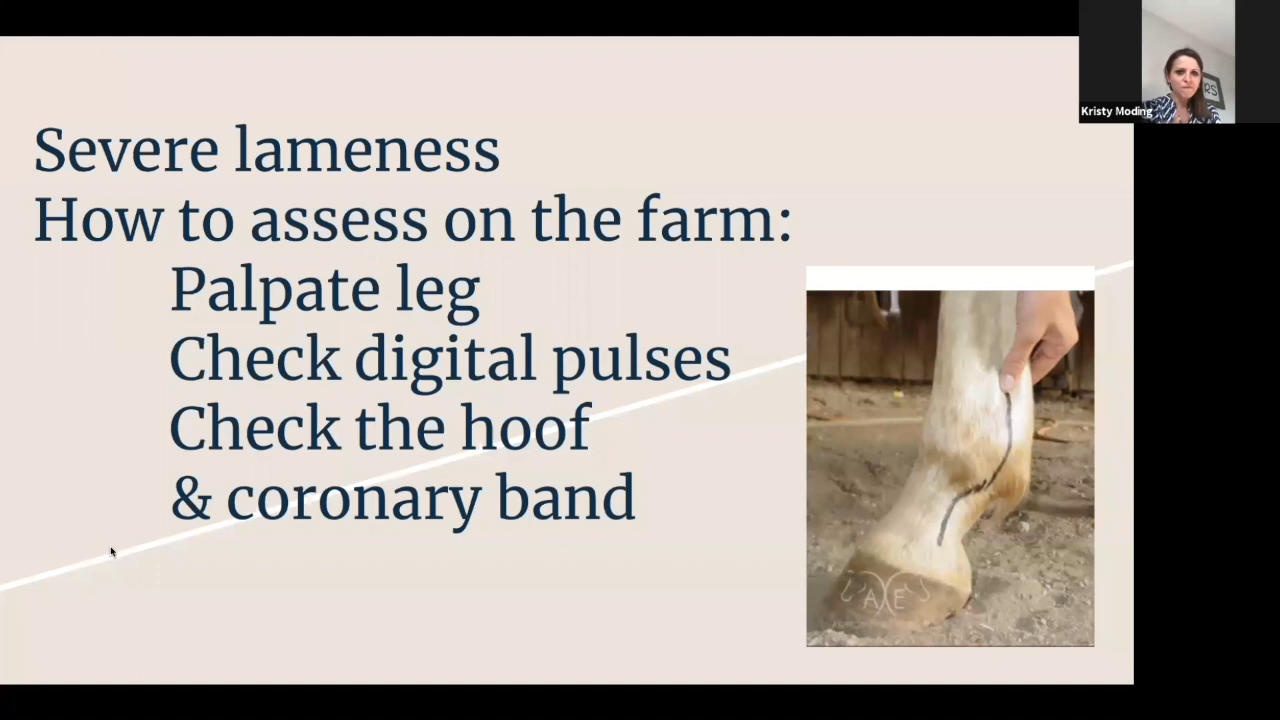 Severe lameness
How to assess on the farm:
Palpate leg
Check digital pulses
Check the hoof
& coronary band
Kristy Moding
RS
A E